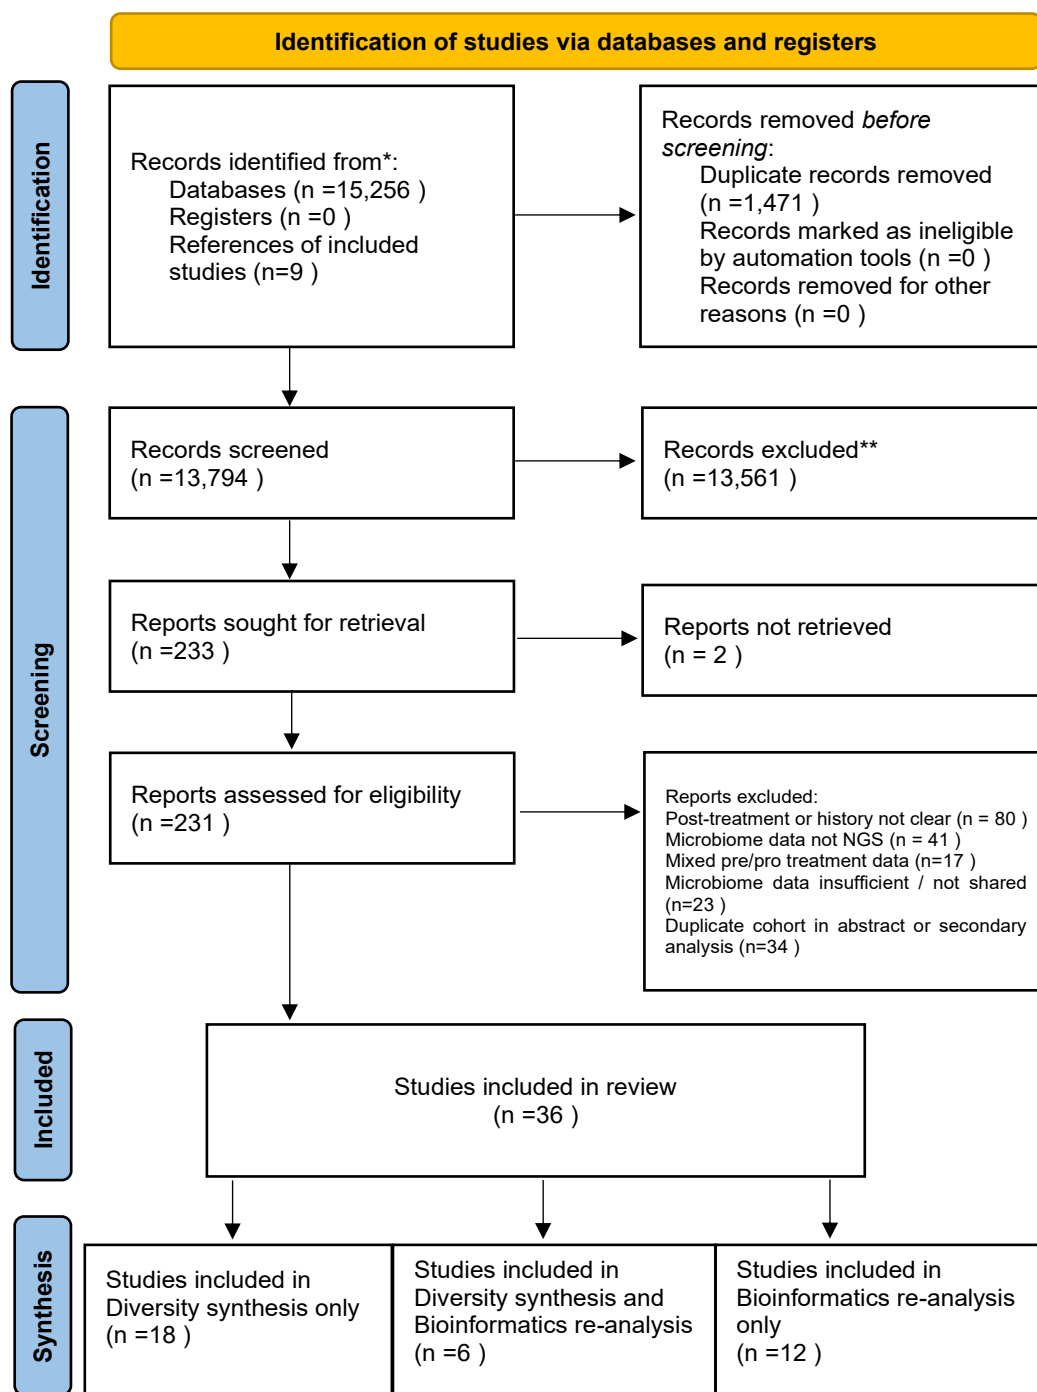 Identification of studies via databases and registers
Identification
Records identified from*:
Databases (n =15,256 )
Registers (n =0 )
References of included
studies (n=9 )
Records removed before
screening:
Duplicate records removed
(n =1,471 )
Records marked as ineligible
by automation tools (n =0 )
Records removed for other
reasons (n =0 )
Screening
Records screened
(n =13,794 )
Records excluded**
(n =13,561 )
Reports sought for retrieval
(n =233 )
Reports not retrieved
(n = 2 )
Reports assessed for eligibility
(n =231 )
Reports excluded:
Post-treatment or history not clear (n = 80 )
Microbiome data not NGS (n = 41 )
Mixed pre/pro treatment data (n=17 )
Microbiome data insufficient / not shared
(n=23 )
Duplicate cohort in abstract or secondary
analysis (n=34 )
Included
Studies included in review
(n =36 )
Synthesis
Studies included in
Diversity synthesis only
(n =18 )
Studies included in
Diversity synthesis and
Bioinformatics re-analysis
(n =6 )
Studies included in
Bioinformatics re-analysis
only
(n =12 )